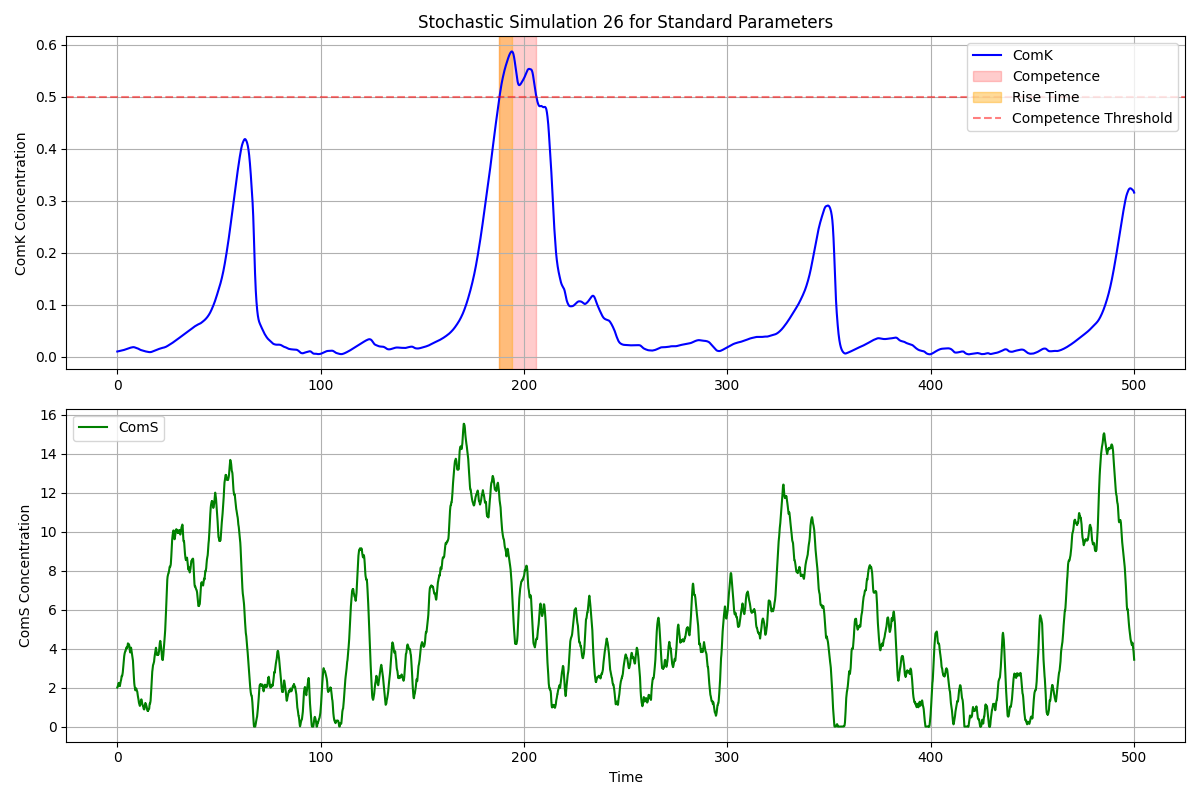 Stochastic Simulation 26 for Standard Parameters
ComK Concentration
0.6
0.5
0.4
0.3
0.2
0.1
0.0
ComK
Competence
Rise Time
Competence Threshold
0 100 200 300 400 500
ComS Concentration
16
14
12
10
8
6
4
2
0
ComS
0 100 200 300 400 500
Time